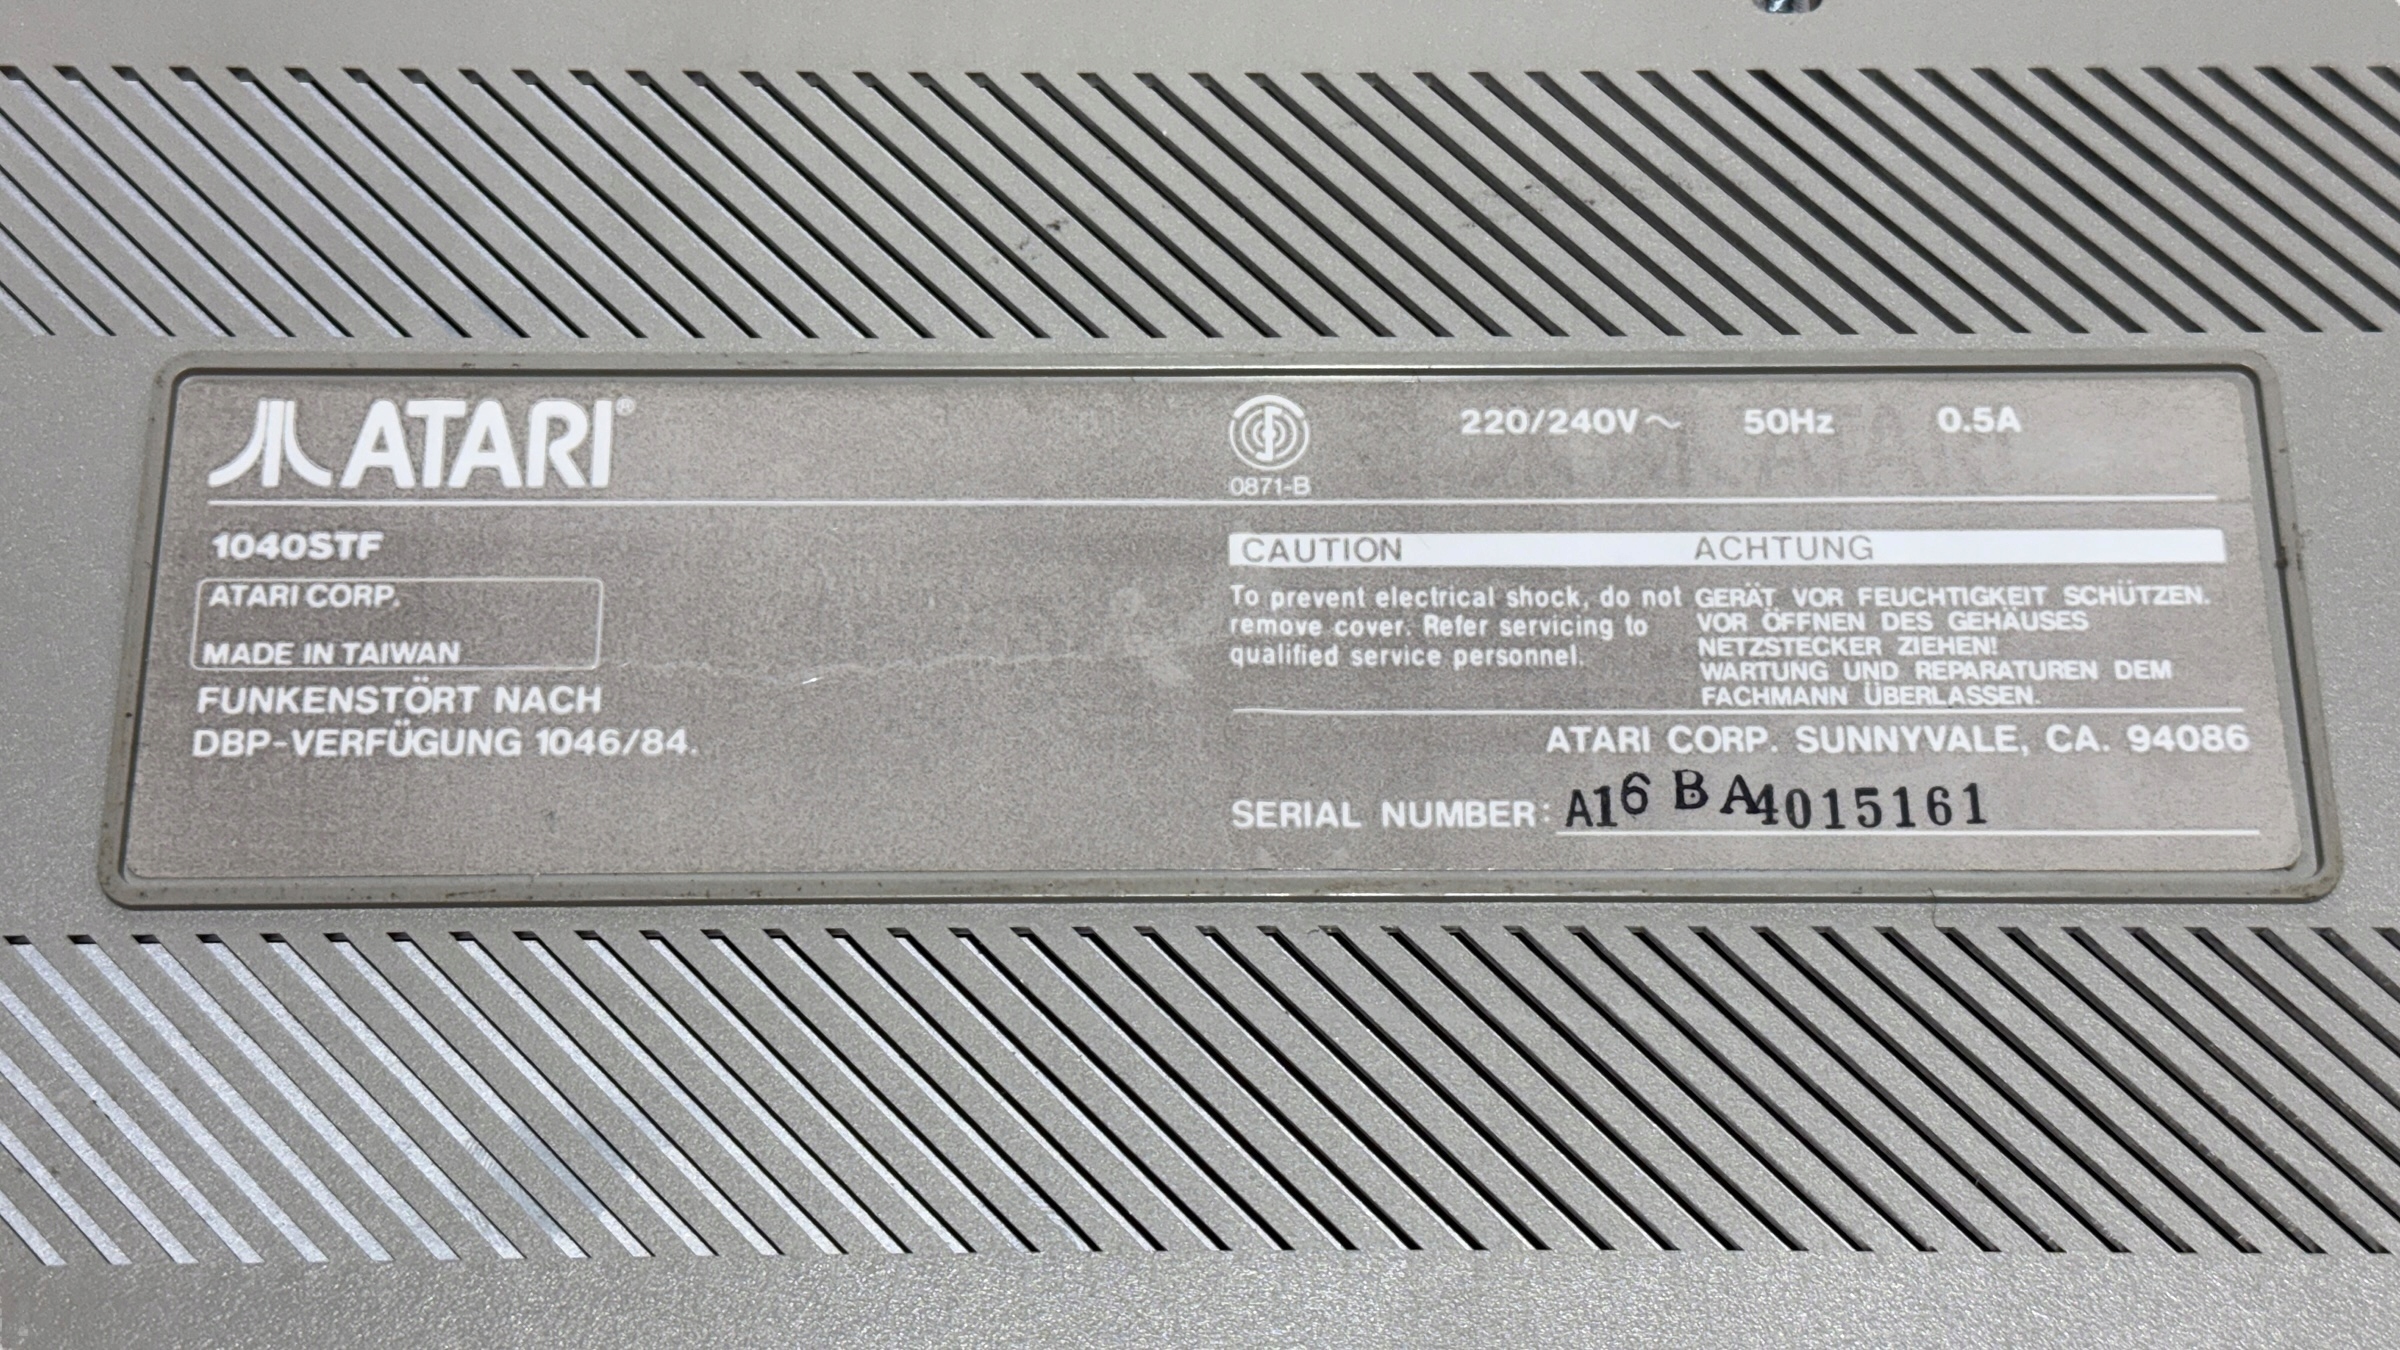 ATARI®
0871-B
220/240V~ 50Hz 0.5A
1040STF
ATARI CORP.
MADE IN TAIWAN
FUNKENSTÖRT NACH
DBP-VERFÜGUNG 1046/84.
CAUTION
To prevent electrical shock, do not
remove cover. Refer servicing to
qualified service personnel.
ACHTUNG
GERÄT VOR FEUCHTIGKEIT SCHÜTZEN.
VOR ÖFFNEN DES GEHÄUSES
NETZSTECKER ZIEHEN!
WARTUNG UND REPARATUREN DEM
FACHMANN ÜBERLASSEN.
ATARI CORP. SUNNYVALE, CA. 94086
SERIAL NUMBER: A16 B A4015161